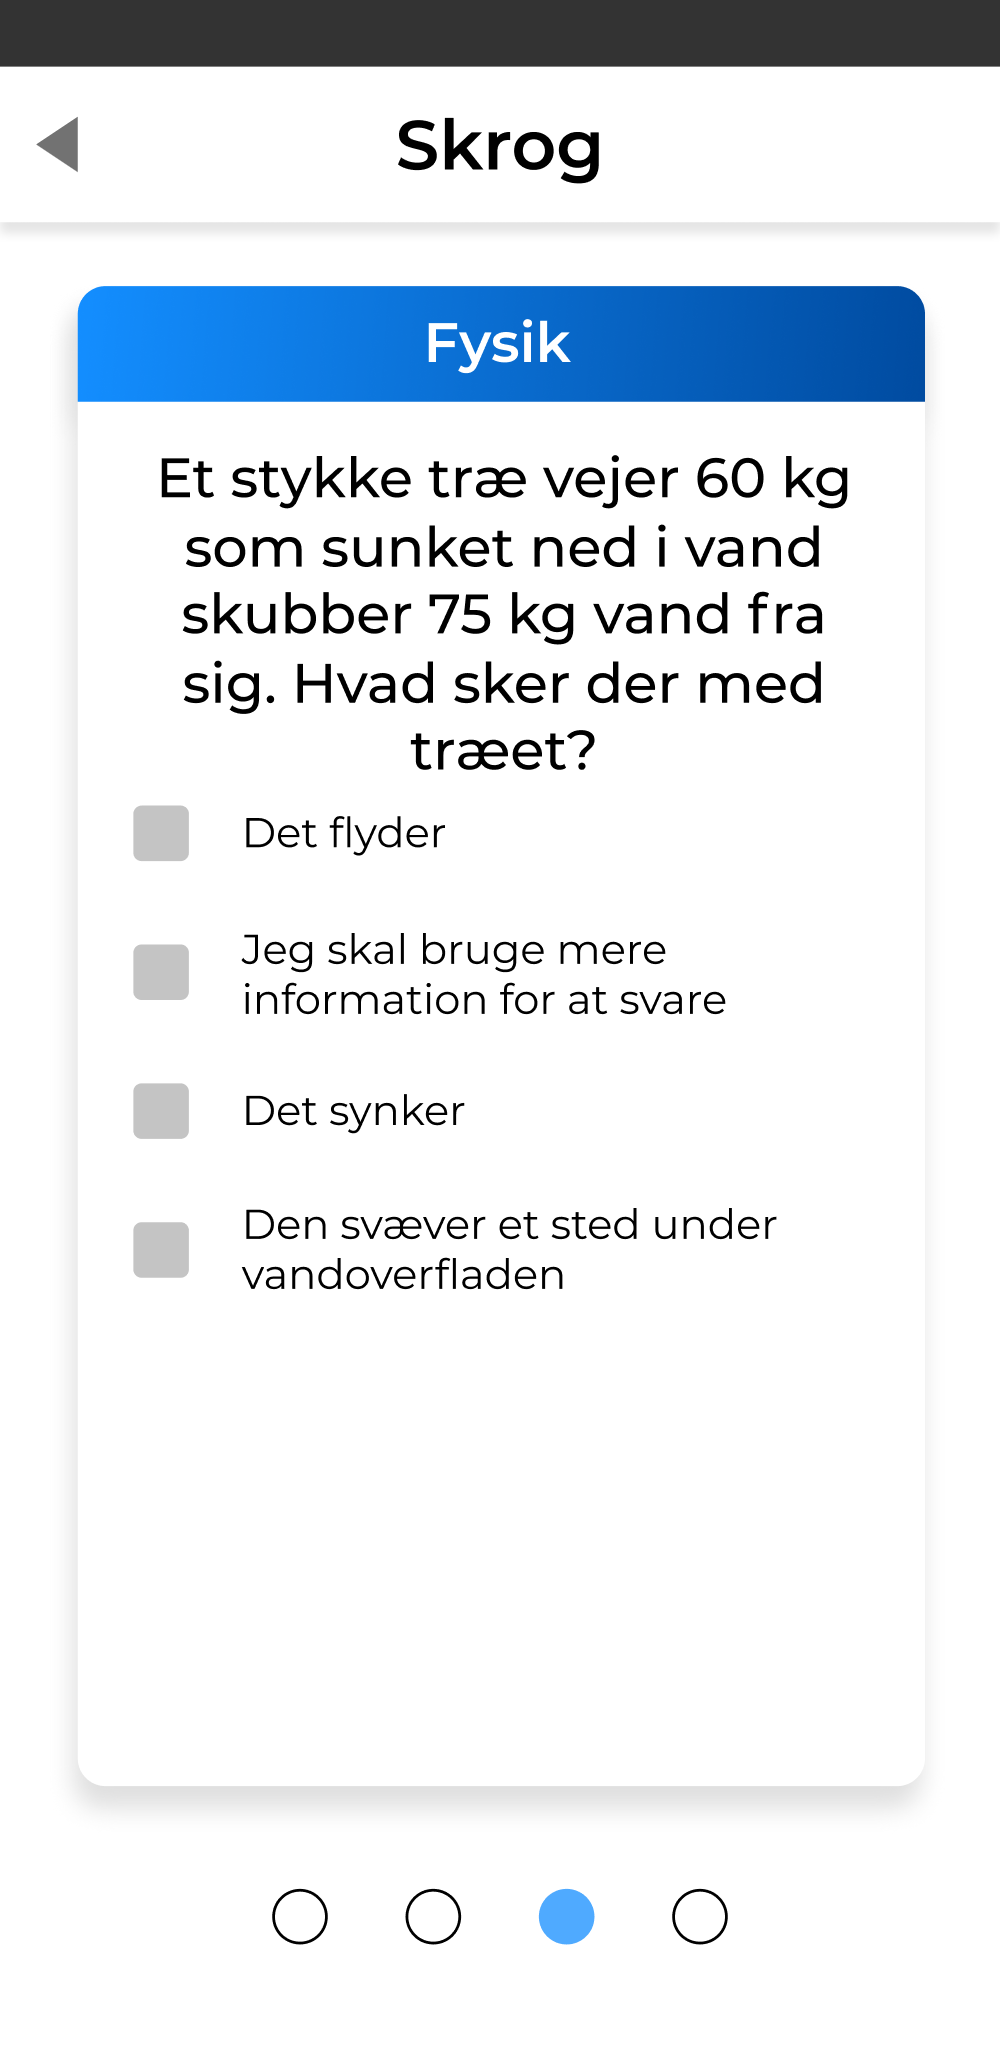 Skrog
Fysik
Et stykke træ vejer 60 kg
som sunket ned i vand
skubber 75 kg vand fra
sig. Hvad sker der med
træet?
Det flyder
Jeg skal bruge mere
information for at svare
Det synker
Den svæver et sted under
vandoverfladen